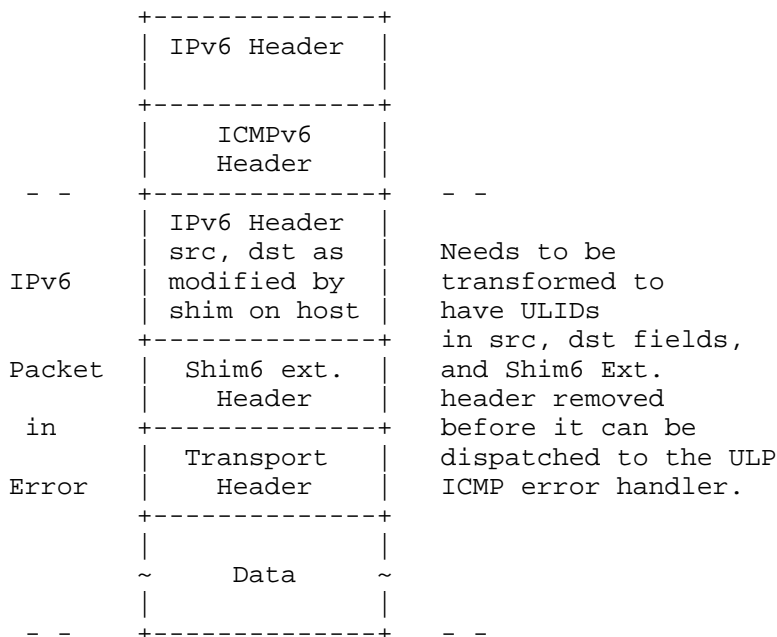 IPv6 Header
ICMPv6
Header
IPv6 Header
src, dst as Needs to be
IPv6 modified by transformed to
shim on host have ULIDs
in src, dst fields,
Packet Shim6 ext. and Shim6 Ext.
Header header removed
in before it can be
Transport dispatched to the ULP
Error Header ICMP error handler.
Data